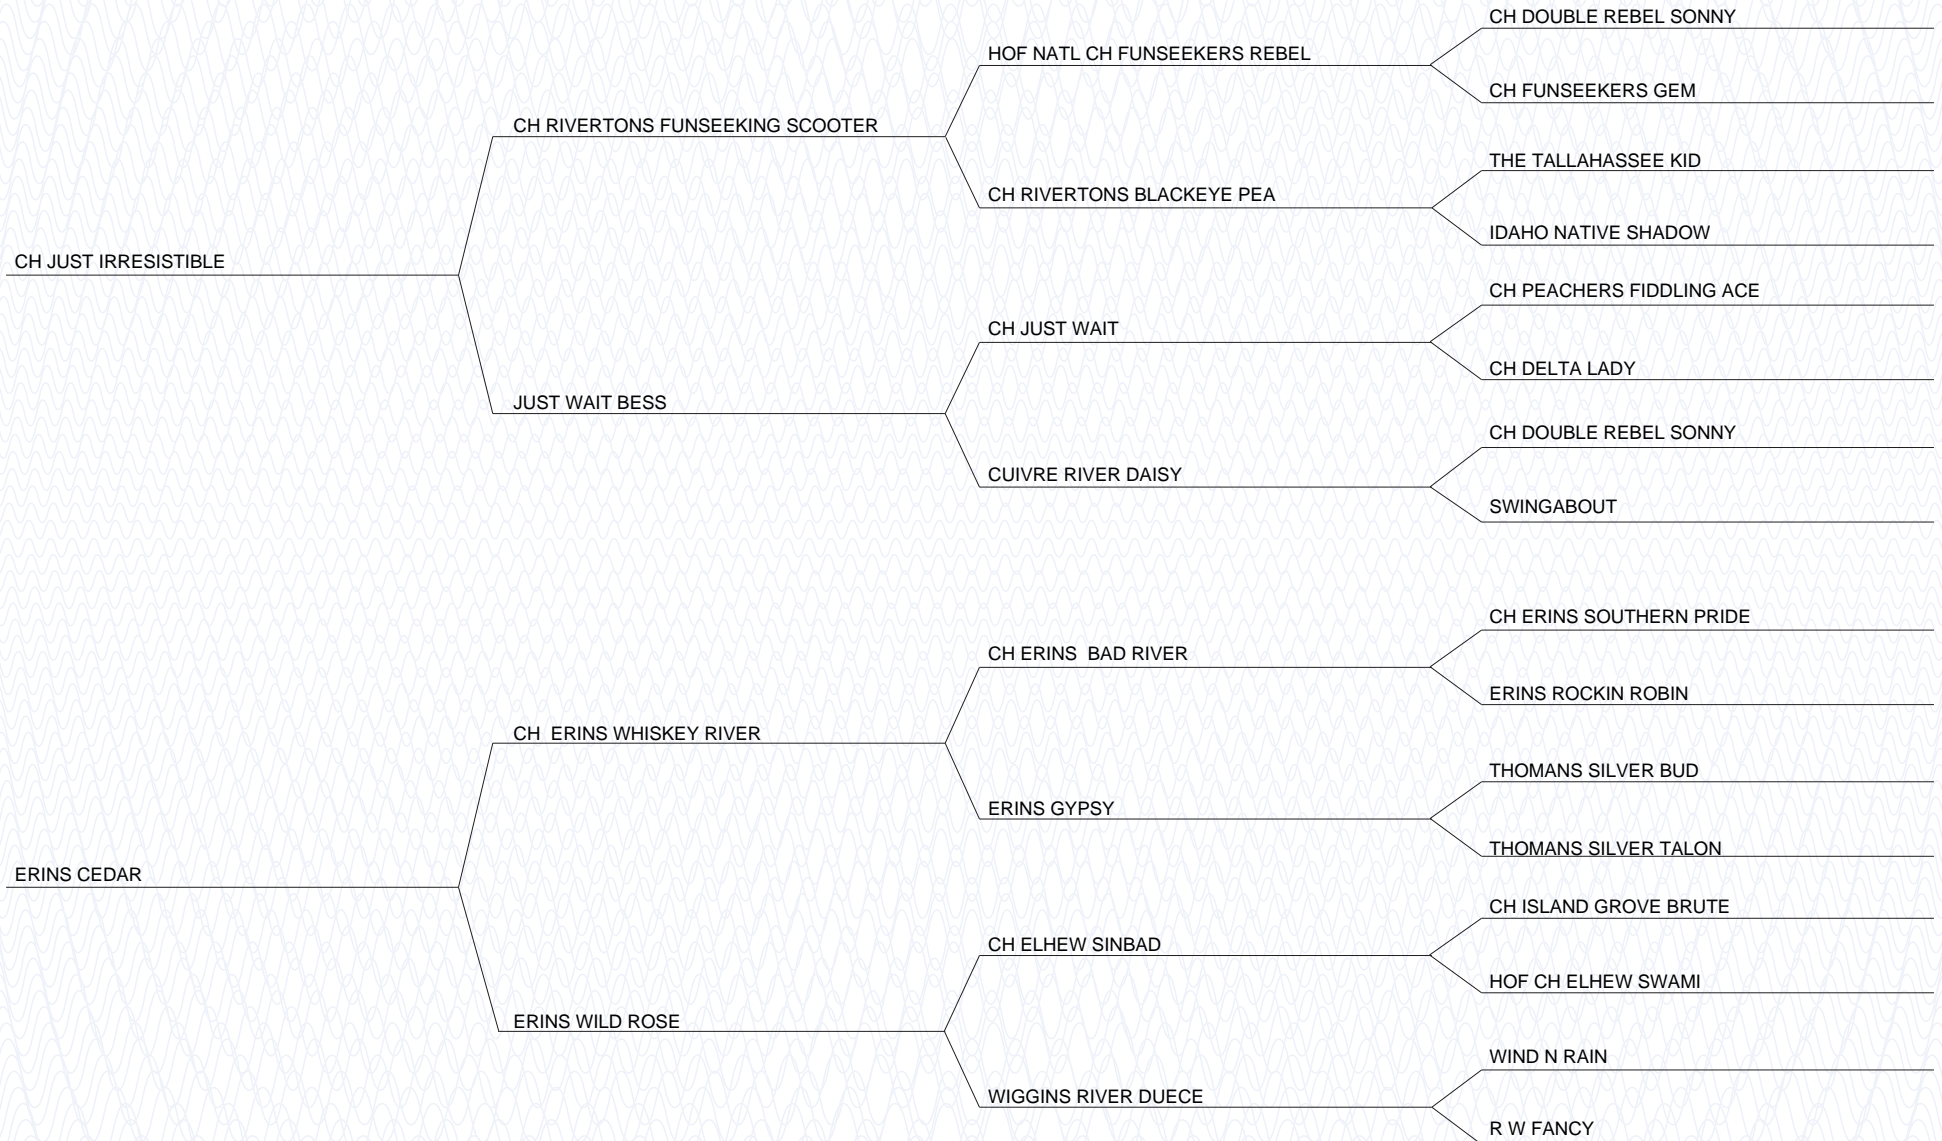 CH DOUBLE REBEL SONNY
HOF NATL CH FUNSEEKERS REBEL
CH FUNSEEKERS GEM
CH RIVERTONS FUNSEEKING SCOOTER
THE TALLAHASSEE KID
CH RIVERTONS BLACKEYE PEA
IDAHO NATIVE SHADOW
CH JUST IRRESISTIBLE
CH PEACHERS FIDDLING ACE
CH JUST WAIT
CH DELTA LADY
JUST WAIT BESS
CH DOUBLE REBEL SONNY
CUIVRE RIVER DAISY
SWINGABOUT
CH ERINS SOUTHERN PRIDE
CH ERINS  BAD RIVER
ERINS ROCKIN ROBIN
CH  ERINS WHISKEY RIVER
THOMANS SILVER BUD
ERINS GYPSY
THOMANS SILVER TALON
ERINS CEDAR
CH ISLAND GROVE BRUTE
CH ELHEW SINBAD
HOF CH ELHEW SWAMI
ERINS WILD ROSE
WIND N RAIN
WIGGINS RIVER DUECE
R W FANCY